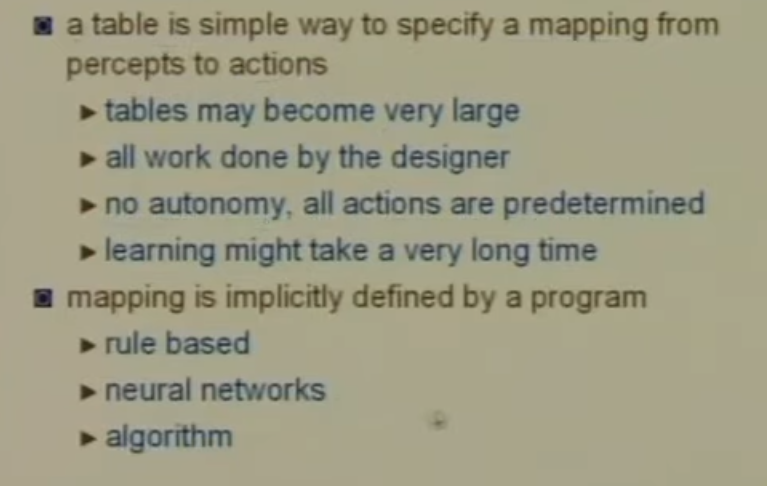 a table is simple way to specify a mapping from
percepts to actions
tables may become very large
all work done by the designer
no autonomy, all actions are predetermined
learning might take a very long time
mapping is implicitly defined by a program
rule based
neural networks
algorithm